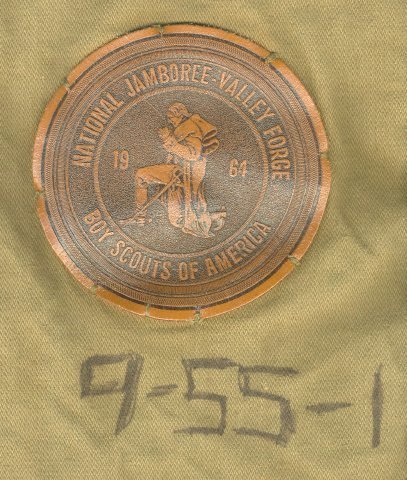 NATIONAL JAMBOREE-VALLEY FORGE
19 64
BOY SCOUTS OF AMERICA
9-55-1